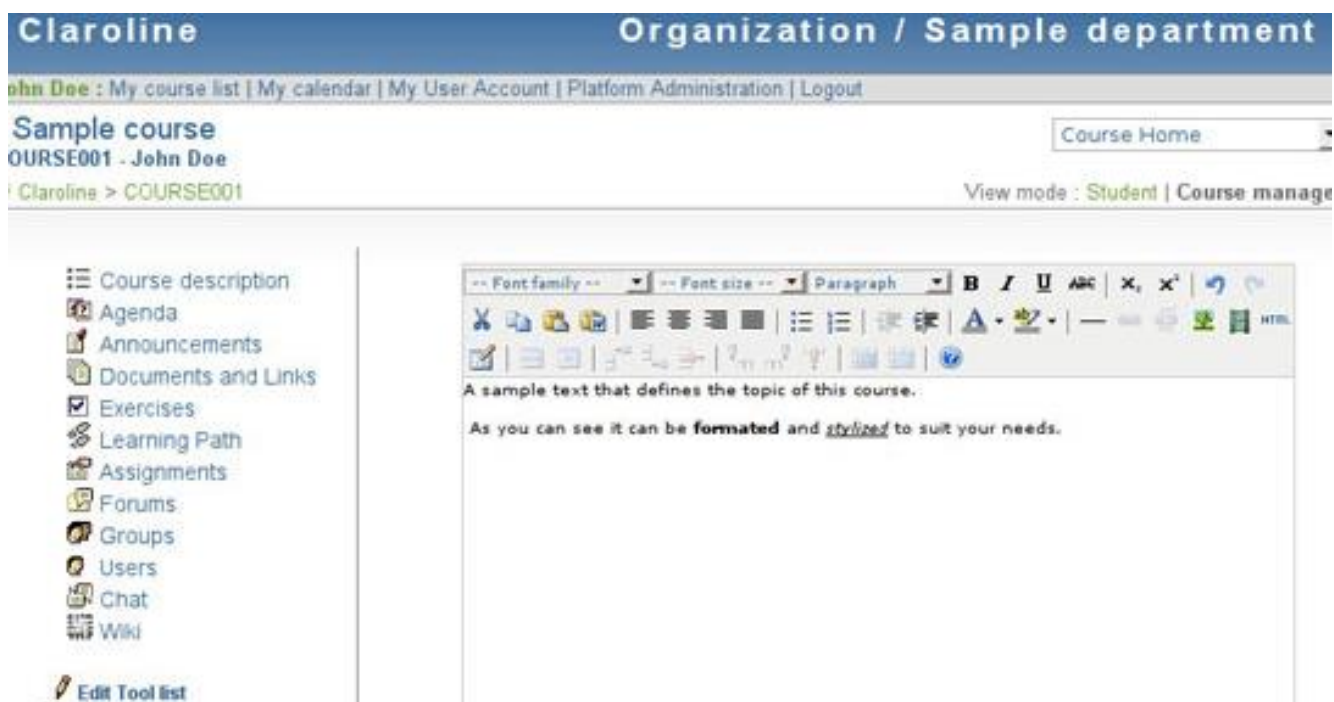 Claroline Organization / Sample department
ohn Doe : My course list | My calendar | My User Account | Platform Administration | Logout
Sample course Course Home
OURSE001 - John Doe
Claroline > COURSE001 View mode : Student | Course manage
Course description
Agenda
Announcements
Documents and Links
Exercises
Learning Path
Assignments
Forums
Groups
Users
Chat
Wiki
Edit Tool list
-- Font family -- -- Font size -- Paragraph B I U ABC x, x²
A HTML
A sample text that defines the topic of this course.
As you can see it can be formated and stylized to suit your needs.